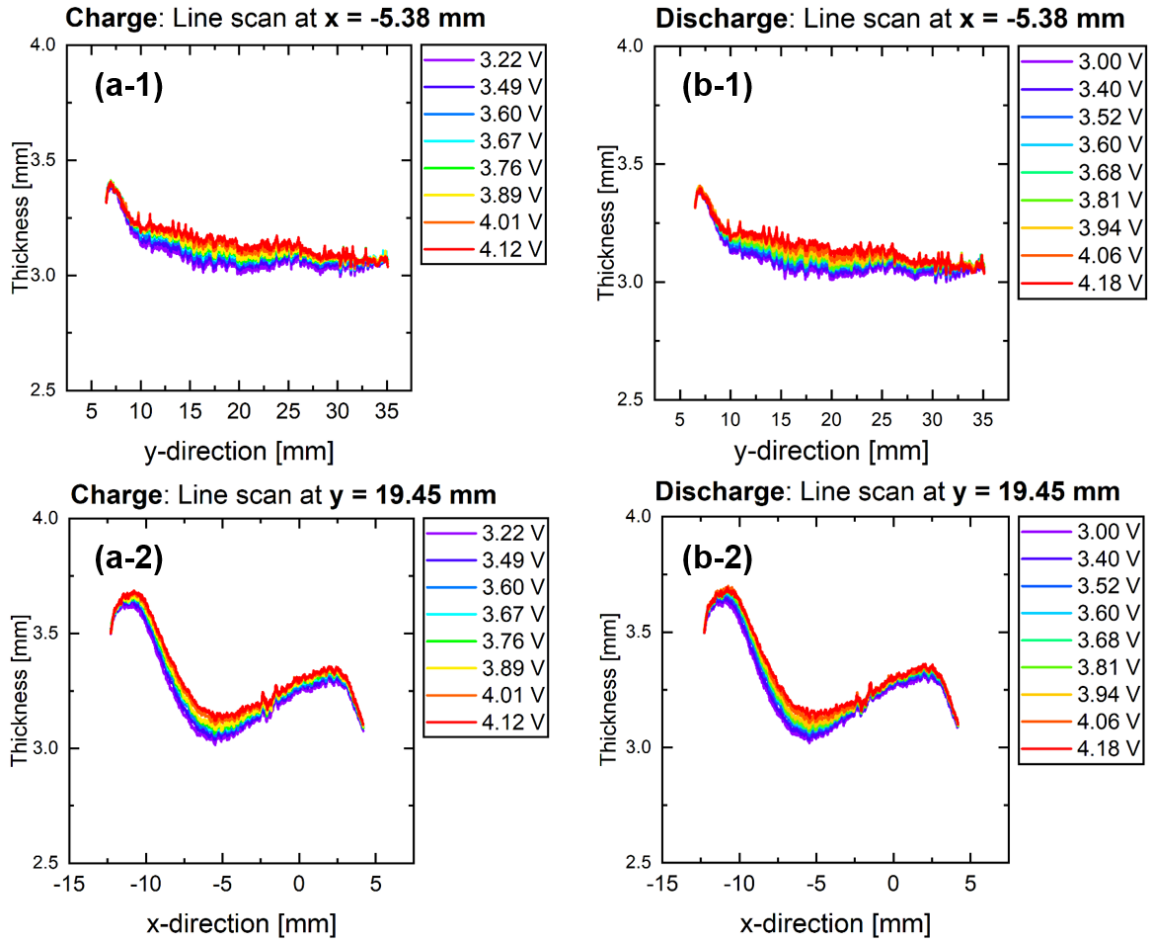 Charge: Line scan at x = -5.38 mm
(a-1)
Thickness [mm]
4.0
3.5
3.0
2.5
5 10 15 20 25 30 35
y-direction [mm]
3.22 V
3.49 V
3.60 V
3.67 V
3.76 V
3.89 V
4.01 V
4.12 V
Discharge: Line scan at x = -5.38 mm
(b-1)
Thickness [mm]
4.0
3.5
3.0
2.5
5 10 15 20 25 30 35
y-direction [mm]
3.00 V
3.40 V
3.52 V
3.60 V
3.68 V
3.81 V
3.94 V
4.06 V
4.18 V
Charge: Line scan at y = 19.45 mm
(a-2)
Thickness [mm]
4.0
3.5
3.0
2.5
-15 -10 -5 0 5
x-direction [mm]
3.22 V
3.49 V
3.60 V
3.67 V
3.76 V
3.89 V
4.01 V
4.12 V
Discharge: Line scan at y = 19.45 mm
(b-2)
Thickness [mm]
4.0
3.5
3.0
2.5
-15 -10 -5 0 5
x-direction [mm]
3.00 V
3.40 V
3.52 V
3.60 V
3.68 V
3.81 V
3.94 V
4.06 V
4.18 V